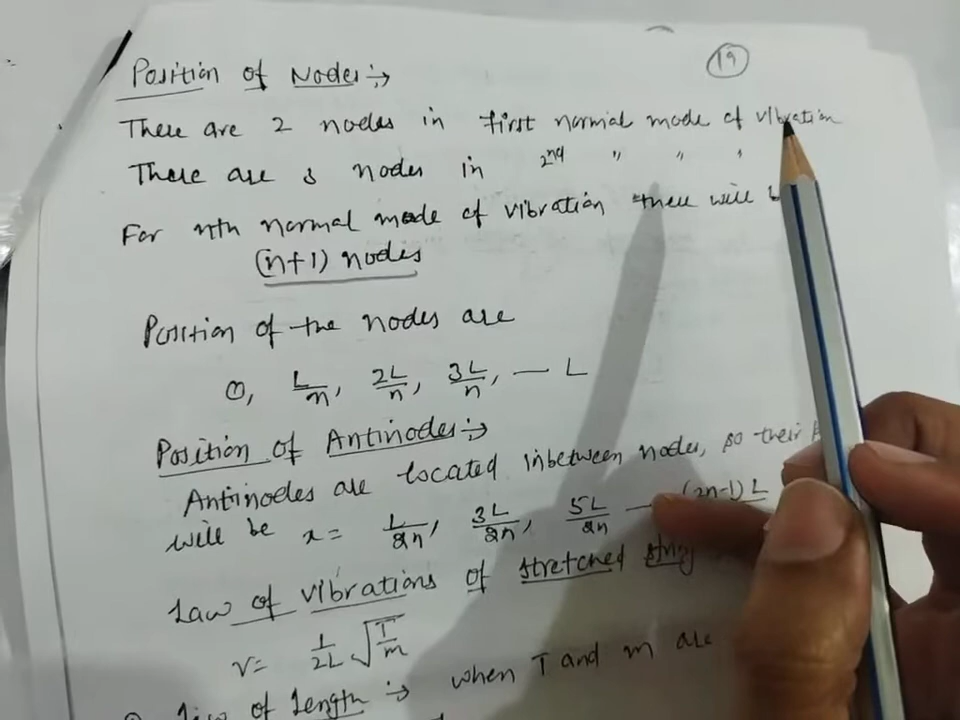 19
Position of Nodes :→
There are 2 nodes in first normal mode of vibration
There are 3 nodes in 2nd " " "
For nth normal mode of vibration there will
(n+1) nodes
Position of the nodes are
0, L/n, 2L/n, 3L/n, — L
Position of Antinodes :→
Antinodes are located inbetween nodes, so their
will be x = L/2n, 3L/2n, 5L/2n — (2n-1)L
Law of vibrations of stretched string
ν = 1/2L √T/m
Law of Length :→ when T and m are